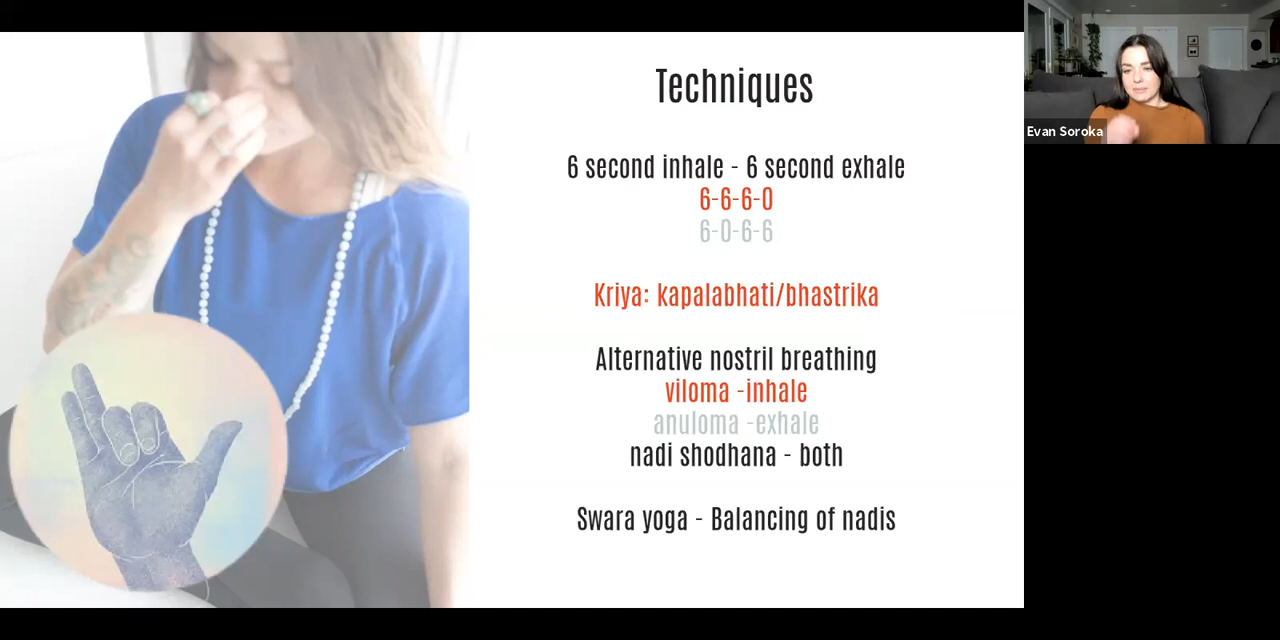 Techniques
6 second inhale - 6 second exhale
6-6-6-0
6-0-6-6
Kriya: kapalabhati/bhastrika
Alternative nostril breathing
viloma -inhale
anuloma -exhale
nadi shodhana - both
Swara yoga - Balancing of nadis
Evan Soroka